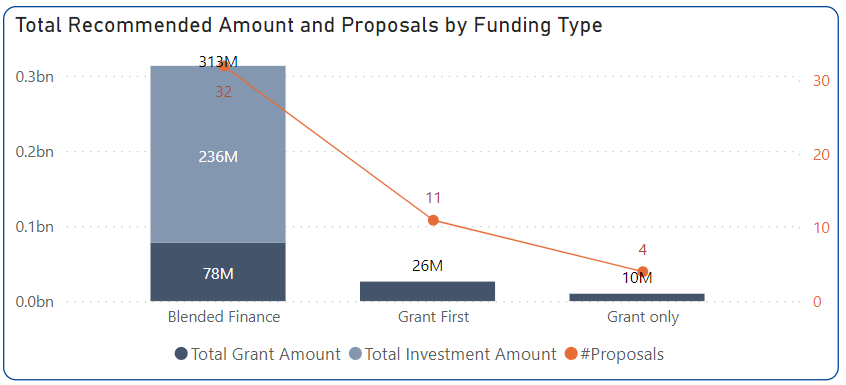 Total Recommended Amount and Proposals by Funding Type
313M
0.3bn
30
32
236M
0.2bn
20
11
0.1bn
10
4
78M
26M
10M
0.0bn
0
Blended Finance
Grant First
Grant only
Total Grant Amount
Total Investment Amount
#Proposals